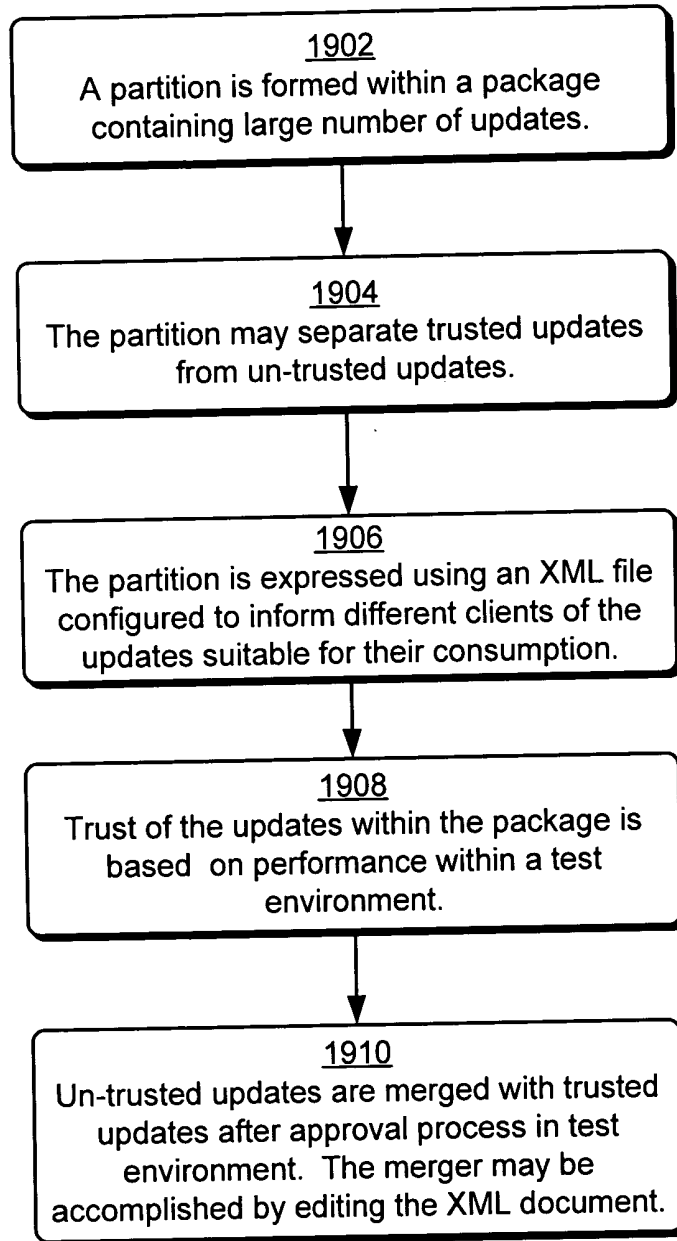 1902
A partition is formed within a package
containing large number of updates.
1904
The partition may separate trusted updates
from un-trusted updates.
1906
The partition is expressed using an XML file
configured to inform different clients of the
updates suitable for their consumption.
1908
Trust of the updates within the package is
based on performance within a test
environment.
1910
Un-trusted updates are merged with trusted
updates after approval process in test
environment. The merger may be
accomplished by editing the XML document.